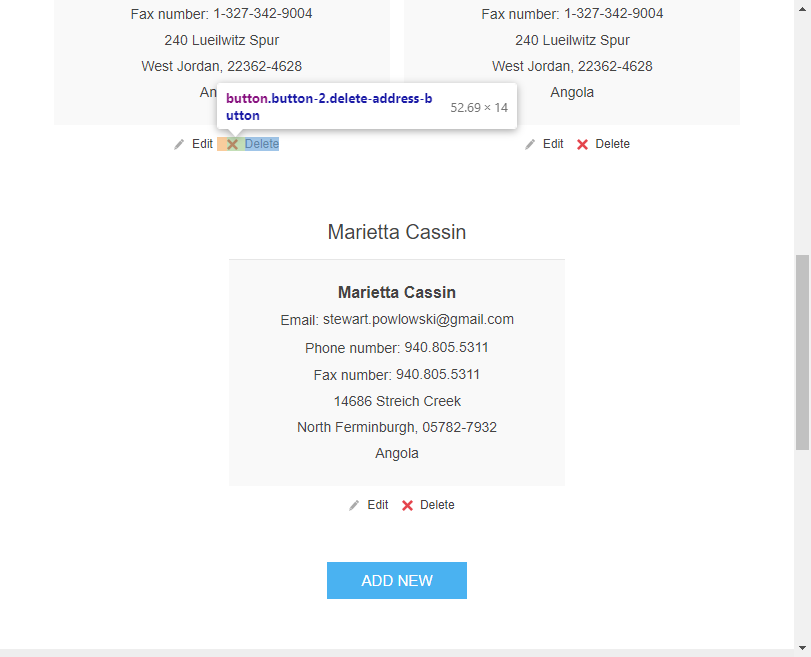 Fax number: 1-327-342-9004
240 Lueilwitz Spur
West Jordan, 22362-4628
An
button.button-2.delete-address-b
utton
52.69 × 14
Edit
Delete
Fax number: 1-327-342-9004
240 Lueilwitz Spur
West Jordan, 22362-4628
Angola
Edit
Delete
Marietta Cassin
Marietta Cassin
Email: stewart.powlowski@gmail.com
Phone number: 940.805.5311
Fax number: 940.805.5311
14686 Streich Creek
North Ferminburgh, 05782-7932
Angola
Edit
Delete
ADD NEW